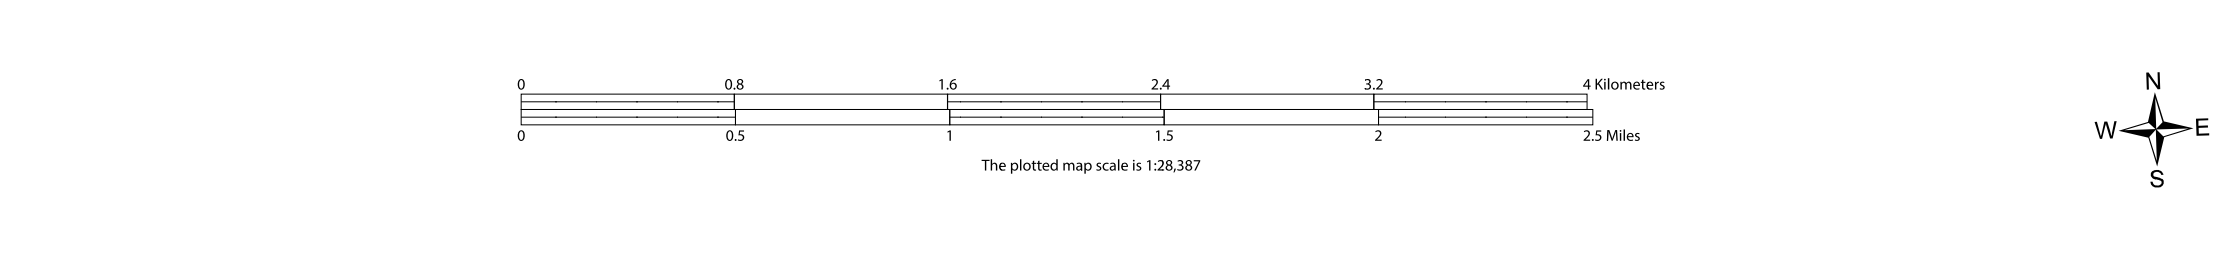 0 0.8 1.6 2.4 3.2 4 Kilometers
0 0.5 1 1.5 2 2.5 Miles
The plotted map scale is 1:28,387
N
W E
S